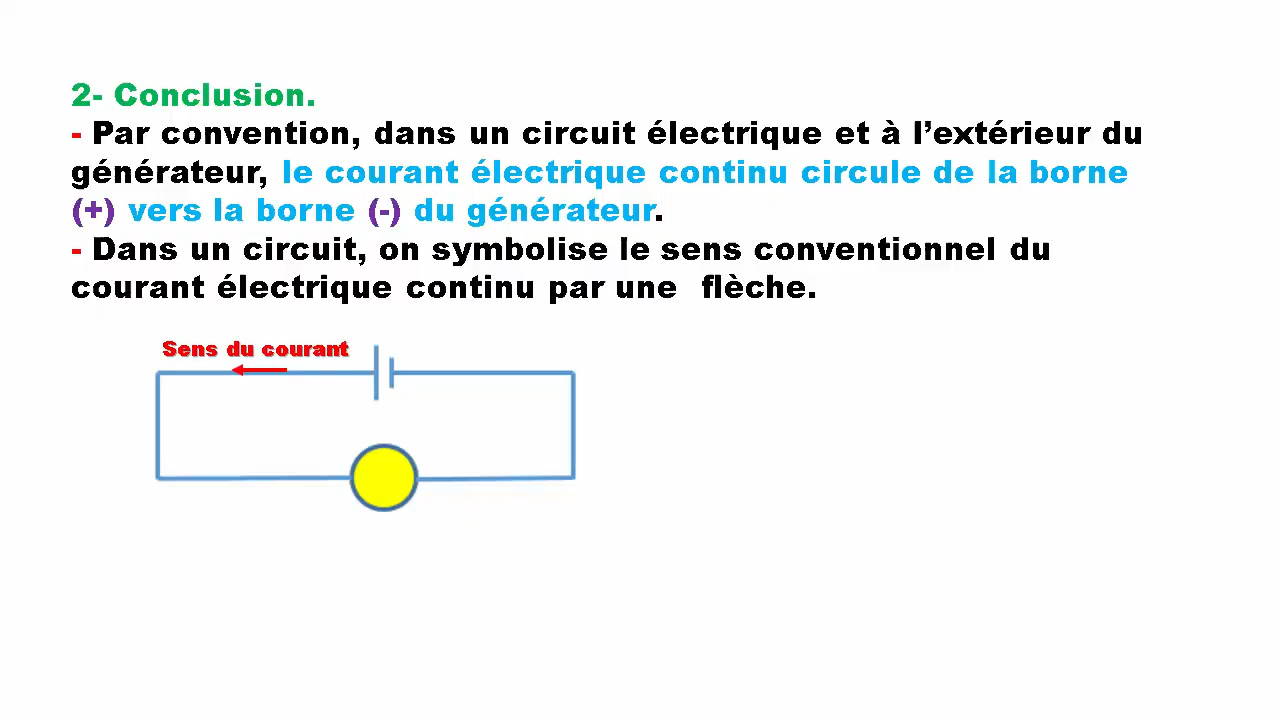 2- Conclusion.
- Par convention, dans un circuit électrique et à l’extérieur du
générateur, le courant électrique continu circule de la borne
(+) vers la borne (-) du générateur.
- Dans un circuit, on symbolise le sens conventionnel du
courant électrique continu par une  flèche.
Sens du courant